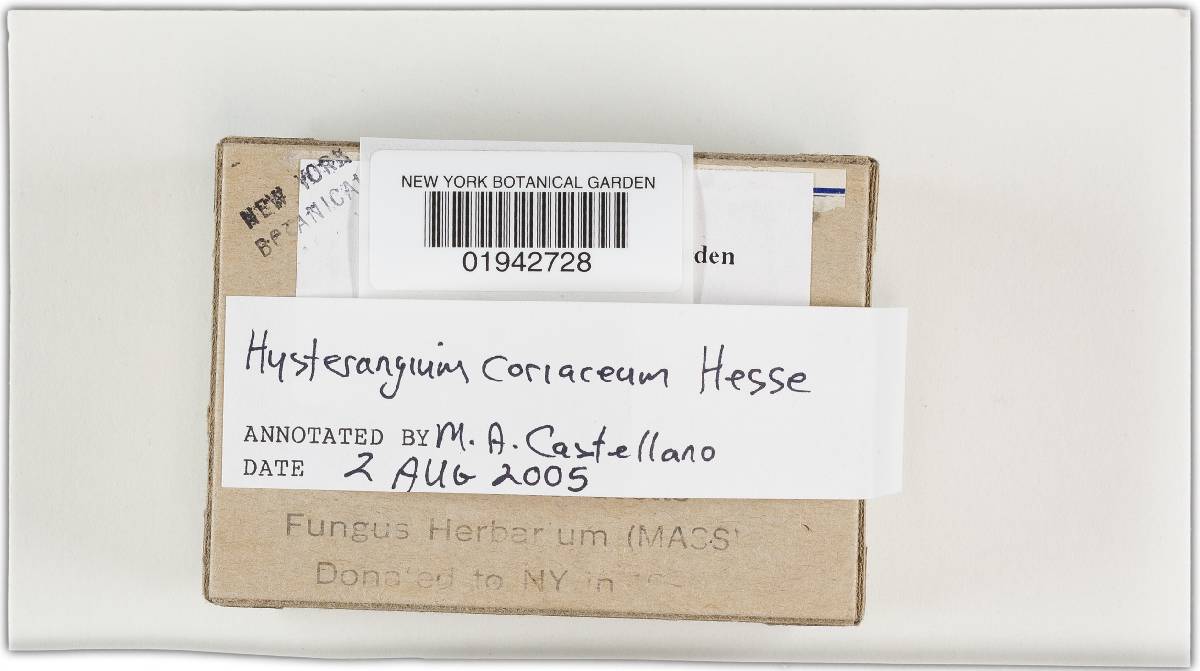 NEW YORK
BOTANICAL
NEW YORK BOTANICAL GARDEN
01942728
den
Hysterangium coriaceum Hesse
ANNOTATED BY M. A. Castellano
DATE 2 AUG 2005
Fungus Herbarium (MASS)
Donated to NY in